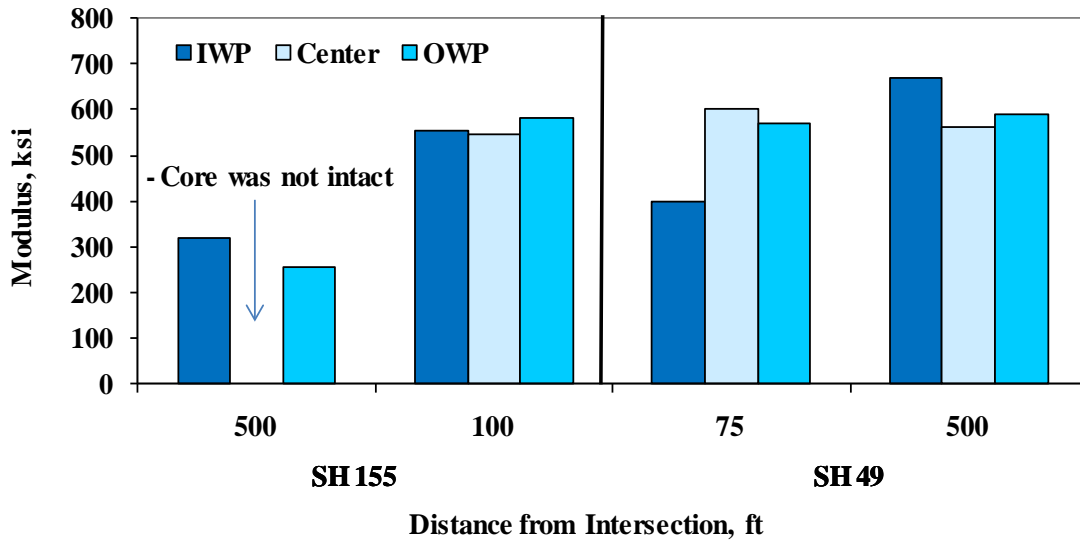 800
700
600
500
400
300
200
100
0
Modulus, ksi
IWP Center OWP
- Core was not intact
500 100 75 500
SH 155 SH 49
Distance from Intersection, ft